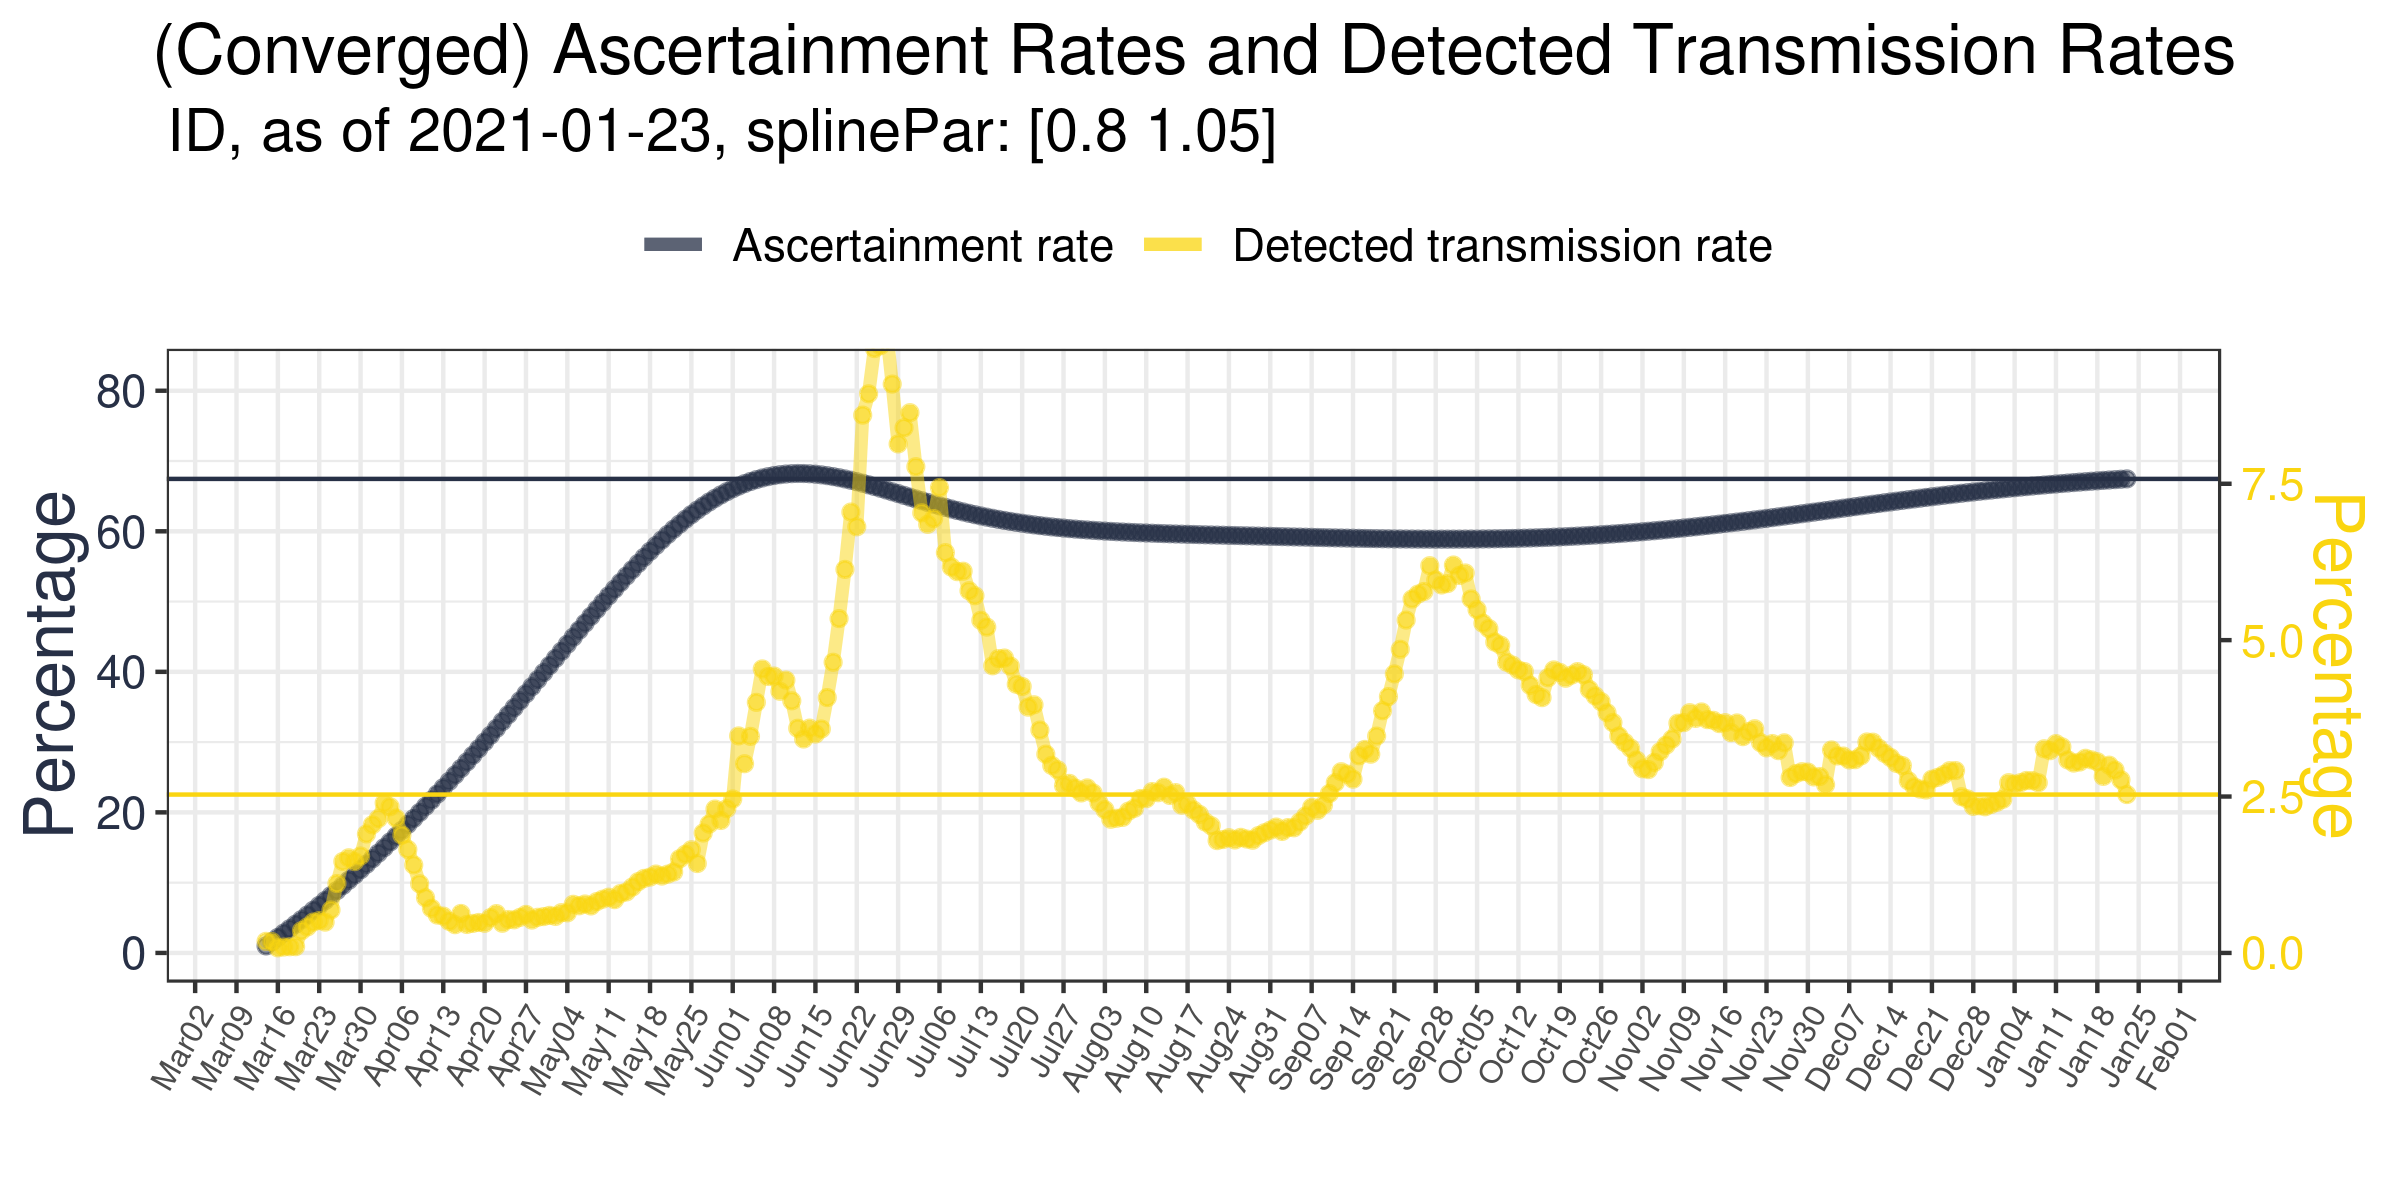 (Converged) Ascertainment Rates and Detected Transmission Rates
ID, as of 2021-01-23, splinePar: [0.8 1.05]
Ascertainment rate
Detected transmission rate
Percentage
80
60
40
20
0
7.5
5.0
2.5
0.0
Percentage
Mar02
Mar09
Mar16
Mar23
Mar30
Apr06
Apr13
Apr20
Apr27
May04
May11
May18
May25
Jun01
Jun08
Jun15
Jun22
Jun29
Jul06
Jul13
Jul20
Jul27
Aug03
Aug10
Aug17
Aug24
Aug31
Sep07
Sep14
Sep21
Sep28
Oct05
Oct12
Oct19
Oct26
Nov02
Nov09
Nov16
Nov23
Nov30
Dec07
Dec14
Dec21
Dec28
Jan04
Jan11
Jan18
Jan25
Feb01